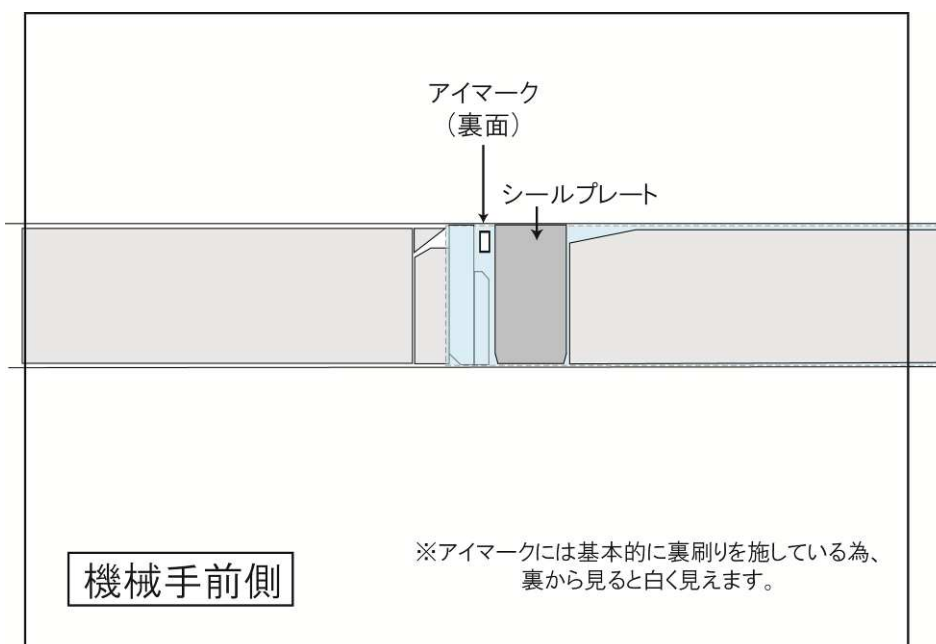 アイマーク
（裏面）
シールプレート
機械手前側
※アイマークには基本的に裏刷りを施している為、
裏から見ると白く見えます。